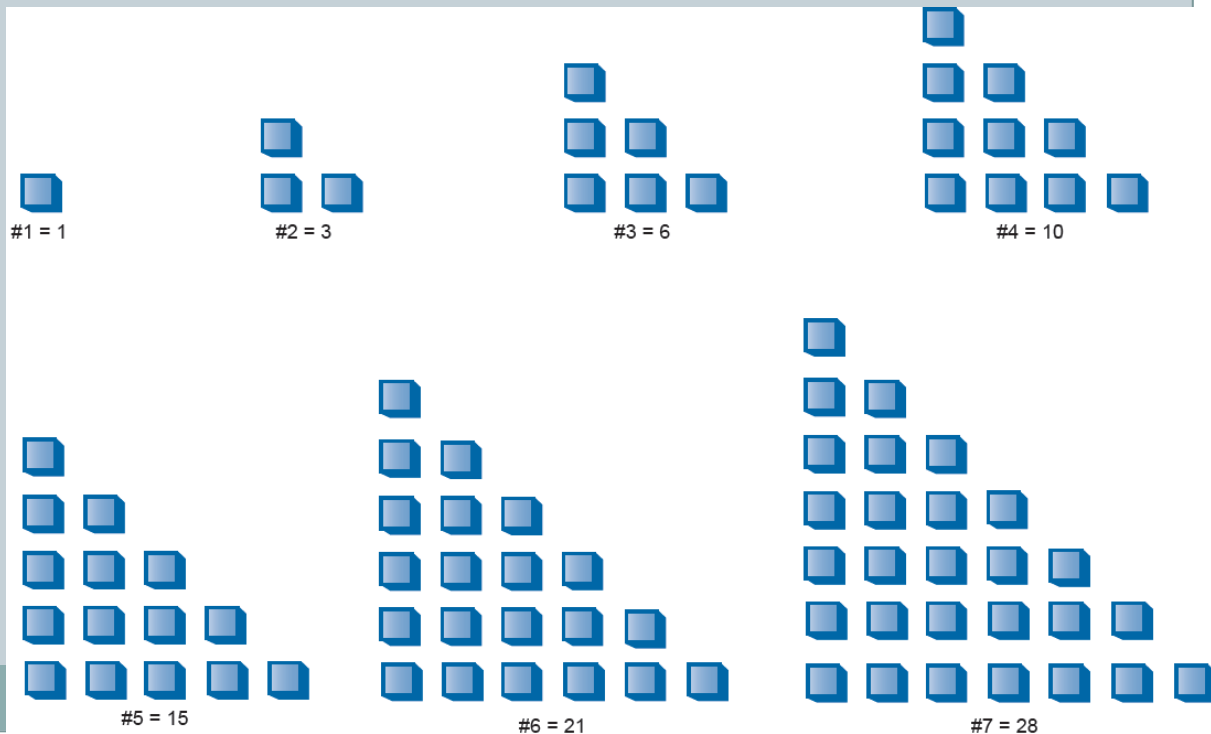 #1 = 1
#2 = 3
#3 = 6
#4 = 10
#5 = 15
#6 = 21
#7 = 28